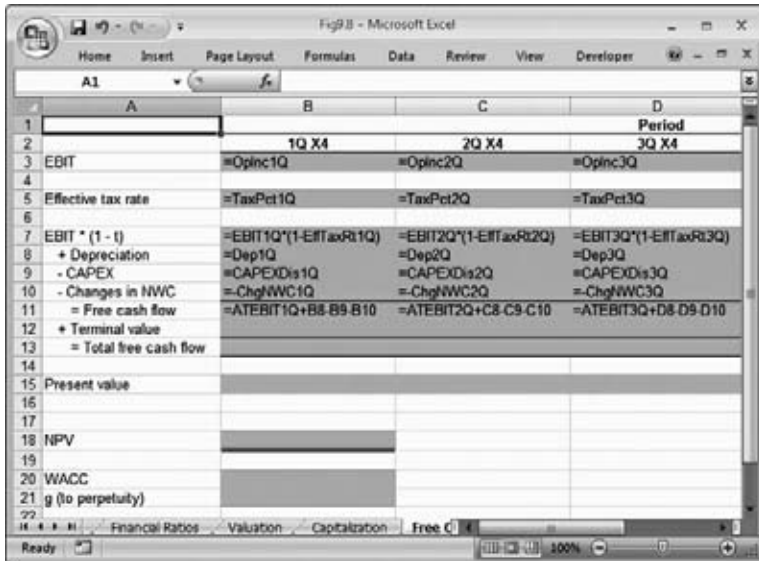 Fig9.8 - Microsoft Excel
Home Insert Page Layout Formulas Data Review View Developer
A1 fx
A B C D
1 Period
2 1Q X4 2Q X4 3Q X4
3 EBIT =OpInc1Q =OpInc2Q =OpInc3Q
4
5 Effective tax rate =TaxPct1Q =TaxPct2Q =TaxPct3Q
6
7 EBIT * (1 - t) =EBIT1Q*(1-EffTaxRt1Q) =EBIT2Q*(1-EffTaxRt2Q) =EBIT3Q*(1-EffTaxRt3Q)
8 + Depreciation =Dep1Q =Dep2Q =Dep3Q
9 - CAPEX =CAPEXDis1Q =CAPEXDis2Q =CAPEXDis3Q
10 - Changes in NWC =-ChgNWC1Q =-ChgNWC2Q =-ChgNWC3Q
11 = Free cash flow =ATEBIT1Q+B8-B9-B10 =ATEBIT2Q+C8-C9-C10 =ATEBIT3Q+D8-D9-D10
12 + Terminal value
13 = Total free cash flow
14
15 Present value
16
17
18 NPV
19
20 WACC
21 g (to perpetuity)
22
Financial Ratios Valuation Capitalization Free C
Ready 100%